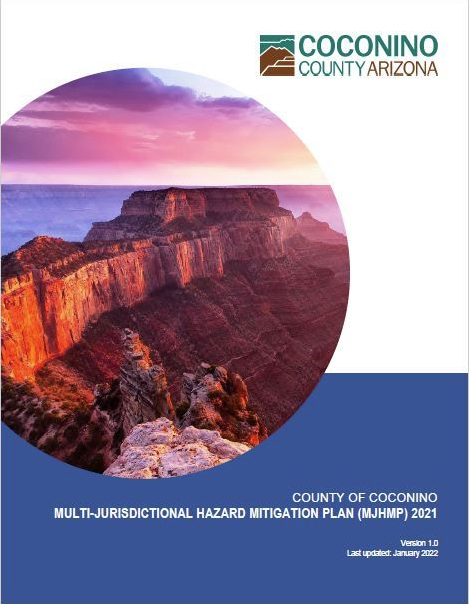 COCONINO
COUNTY ARIZONA
COUNTY OF COCONINO
MULTI-JURISDICTIONAL HAZARD MITIGATION PLAN (MJHMP) 2021
Version 1.0
Last updated: January 2022